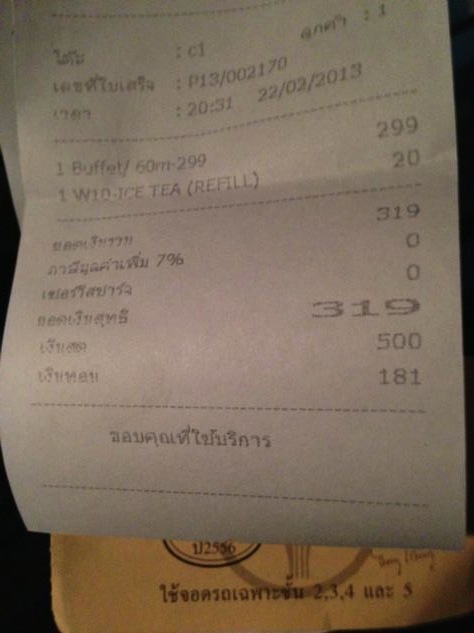 โต๊ะ : c1 ลูกค้า : 1
เลขที่ใบเสร็จ : P13/002170
เวลา : 20:31 22/02/2013
1 Buffet/ 60m-299 299
1 W10-ICE TEA (REFILL) 20
ยอดเงินรวม 319
ภาษีมูลค่าเพิ่ม 7% 0
เซอร์วิสชาร์จ 0
ยอดเงินสุทธิ 319
เงินสด 500
เงินทอน 181
ขอบคุณที่ใช้บริการ
ป2556
ใช้จอดรถเฉพาะชั้น 2,3,4 และ 5